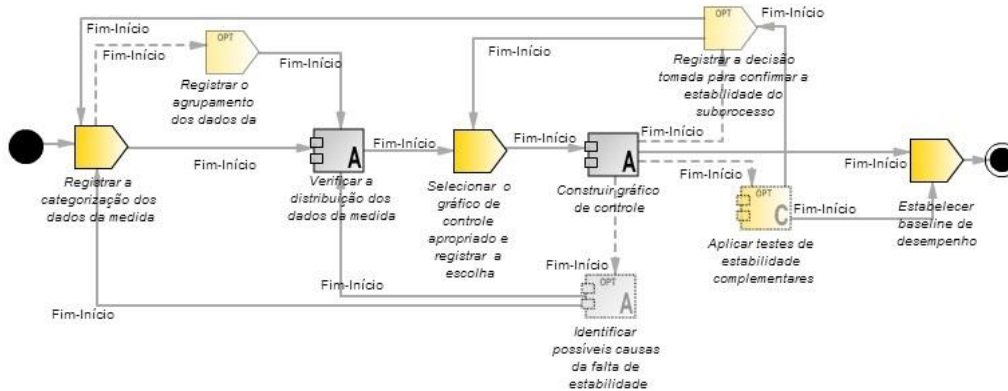 Fim-Início
OPT
Fim-Início
Fim-Início
Fim-Início
Fim-Início
OPT
Fim-Início
Registrar a decisão
tomada para confirmar a
estabilidade do
subprocesso
Registrar o
agrupamento
dos dados da
A
Fim-Início
Fim-Início
Fim-Início
A
Fim-Início
Fim-Início
Fim-Início
Registrar a
categorização dos
dados da medida
Verificar a
distribuição dos
dados da medida
Selecionar o
gráfico de
controle
apropriado e
registrar a
escolha
Construir gráfico
de controle
OPT
C
Fim-Início
Aplicar testes de
estabilidade
complementares
Estabelecer
baseline de
desempenho
Fim-Início
OPT
A
Fim-Início
Fim-Início
Identificar
possíveis causas
da falta de
estabilidade